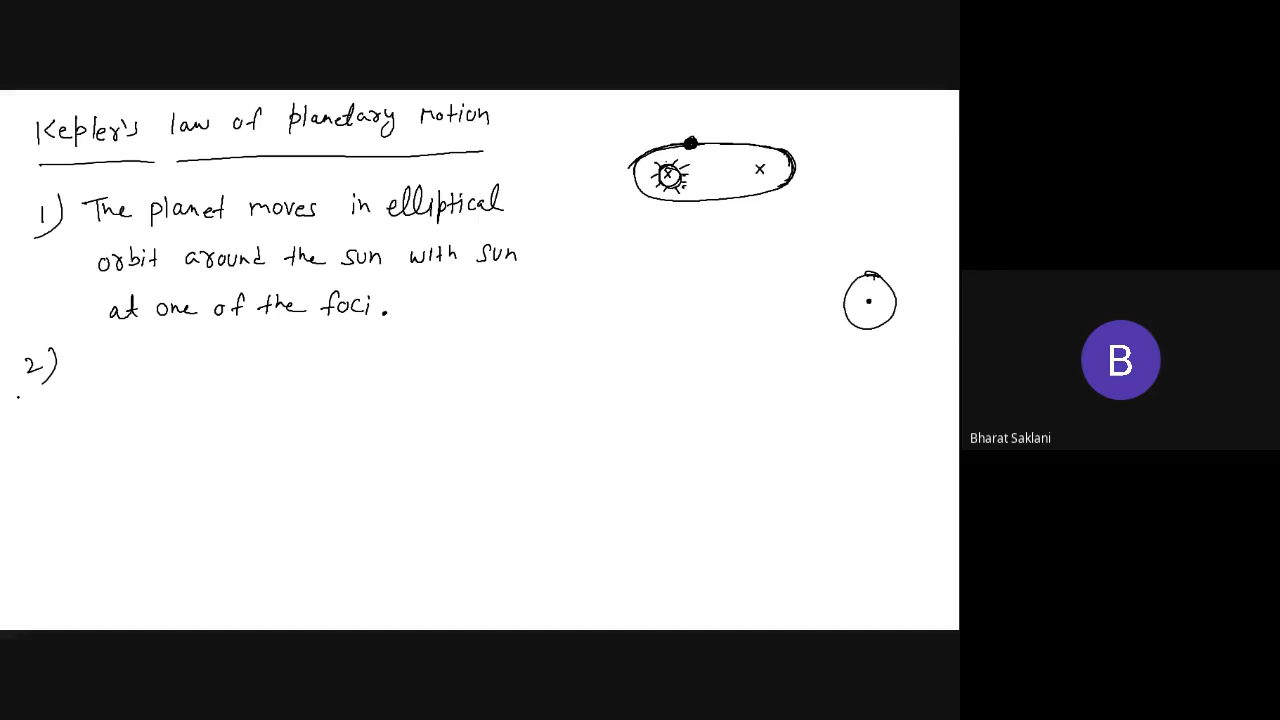 Kepler's law of planetary motion
1) The planet moves in elliptical
orbit around the sun with sun
at one of the foci.
2)
B
Bharat Saklani